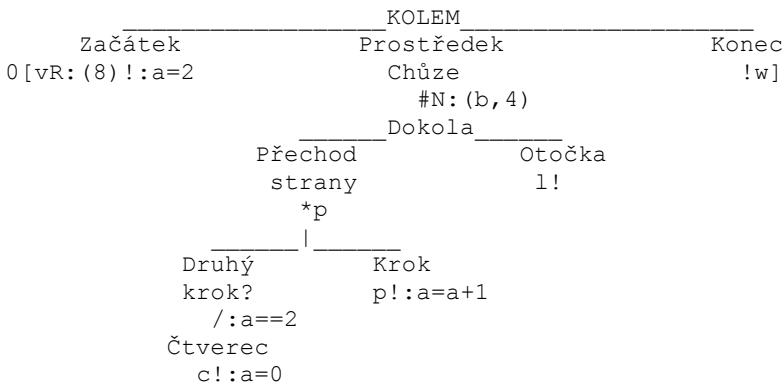 KOLEM
Začátek Prostředek Konec
0[vR:(8)!:a=2 Chůze !w]
#N:(b,4)
Dokola
Přechod Otočka
strany l!
*p
|
Druhý Krok
krok? p!:a=a+1
/:a==2
Čtverec
c!:a=0